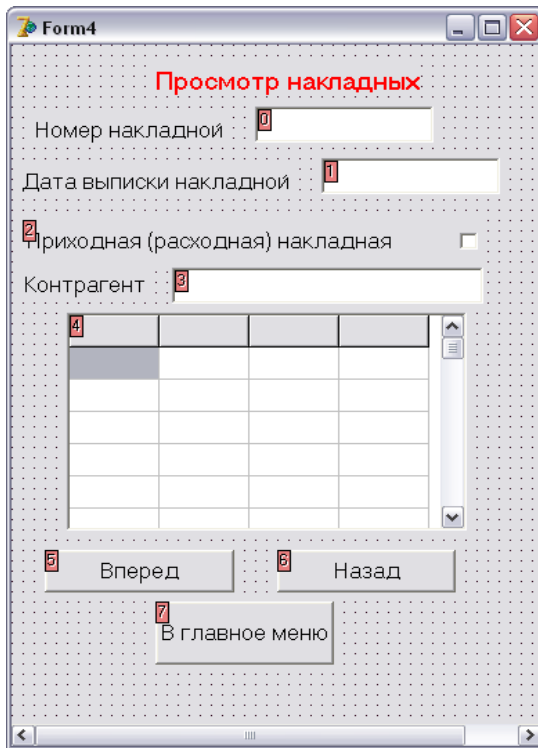 Form4
Просмотр накладных
Номер накладной 0
Дата выписки накладной 1
2 Приходная (расходная) накладная
Контрагент 3
4
5 Вперед 6 Назад
7 В главное меню